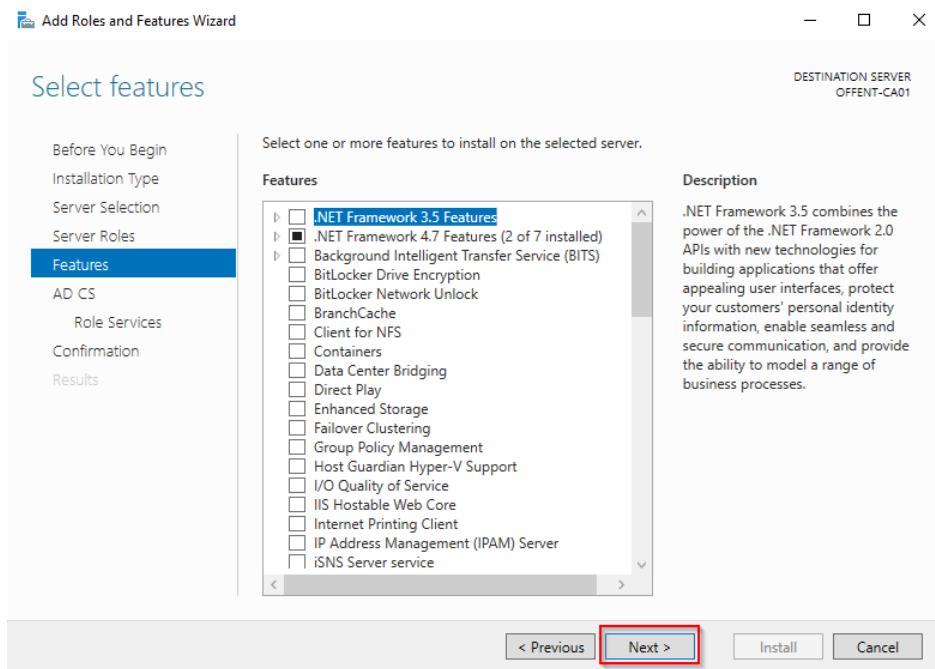 Add Roles and Features Wizard
Select features
DESTINATION SERVER
OFFENT-CA01
Before You Begin
Installation Type
Server Selection
Server Roles
Features
AD CS
Role Services
Confirmation
Results
Select one or more features to install on the selected server.
Features
.NET Framework 3.5 Features
.NET Framework 4.7 Features (2 of 7 installed)
Background Intelligent Transfer Service (BITS)
BitLocker Drive Encryption
BitLocker Network Unlock
BranchCache
Client for NFS
Containers
Data Center Bridging
Direct Play
Enhanced Storage
Failover Clustering
Group Policy Management
Host Guardian Hyper-V Support
I/O Quality of Service
IIS Hostable Web Core
Internet Printing Client
IP Address Management (IPAM) Server
iSNS Server service
Description
.NET Framework 3.5 combines the
power of the .NET Framework 2.0
APIs with new technologies for
building applications that offer
appealing user interfaces, protect
your customers' personal identity
information, enable seamless and
secure communication, and provide
the ability to model a range of
business processes.
< Previous
Next >
Install
Cancel